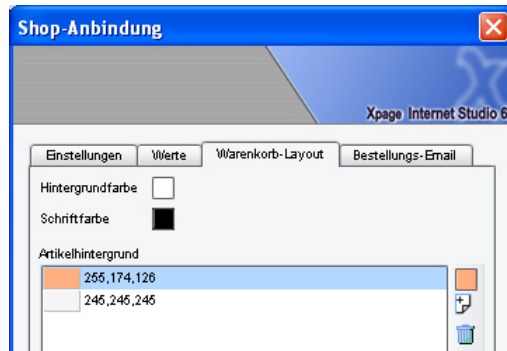 Shop-Anbindung
Xpage Internet Studio 6
Einstellungen Werte Warenkorb-Layout Bestellungs-Email
Hintergrundfarbe
Schriftfarbe
Artikelhintergrund
255,174,126
245,245,245